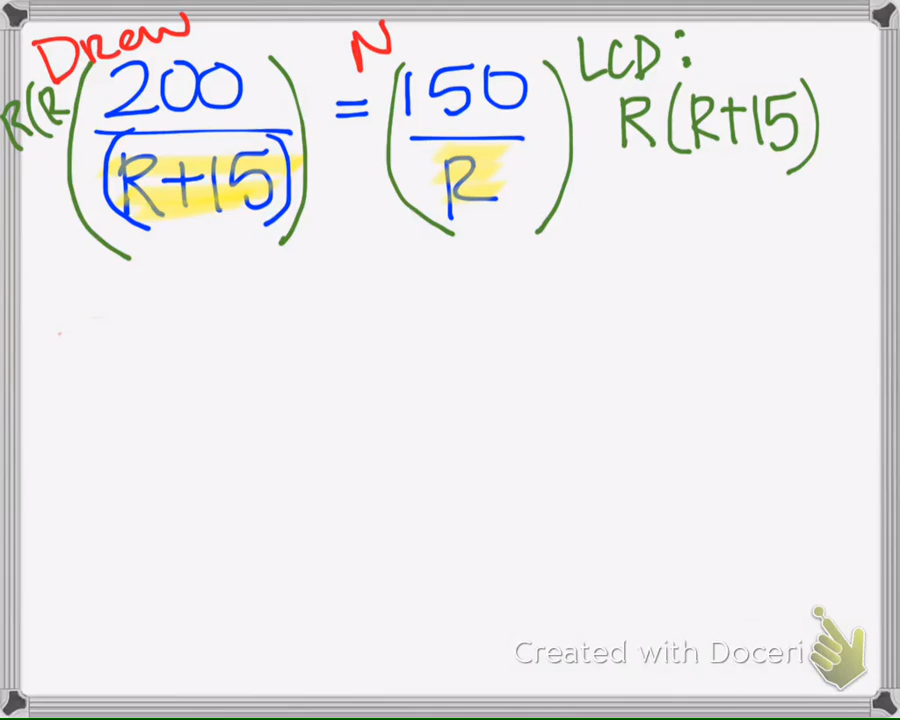 Drew N LCD:
R(R (200/(R+15)) = (150/R) R(R+15)
Created with Doceri